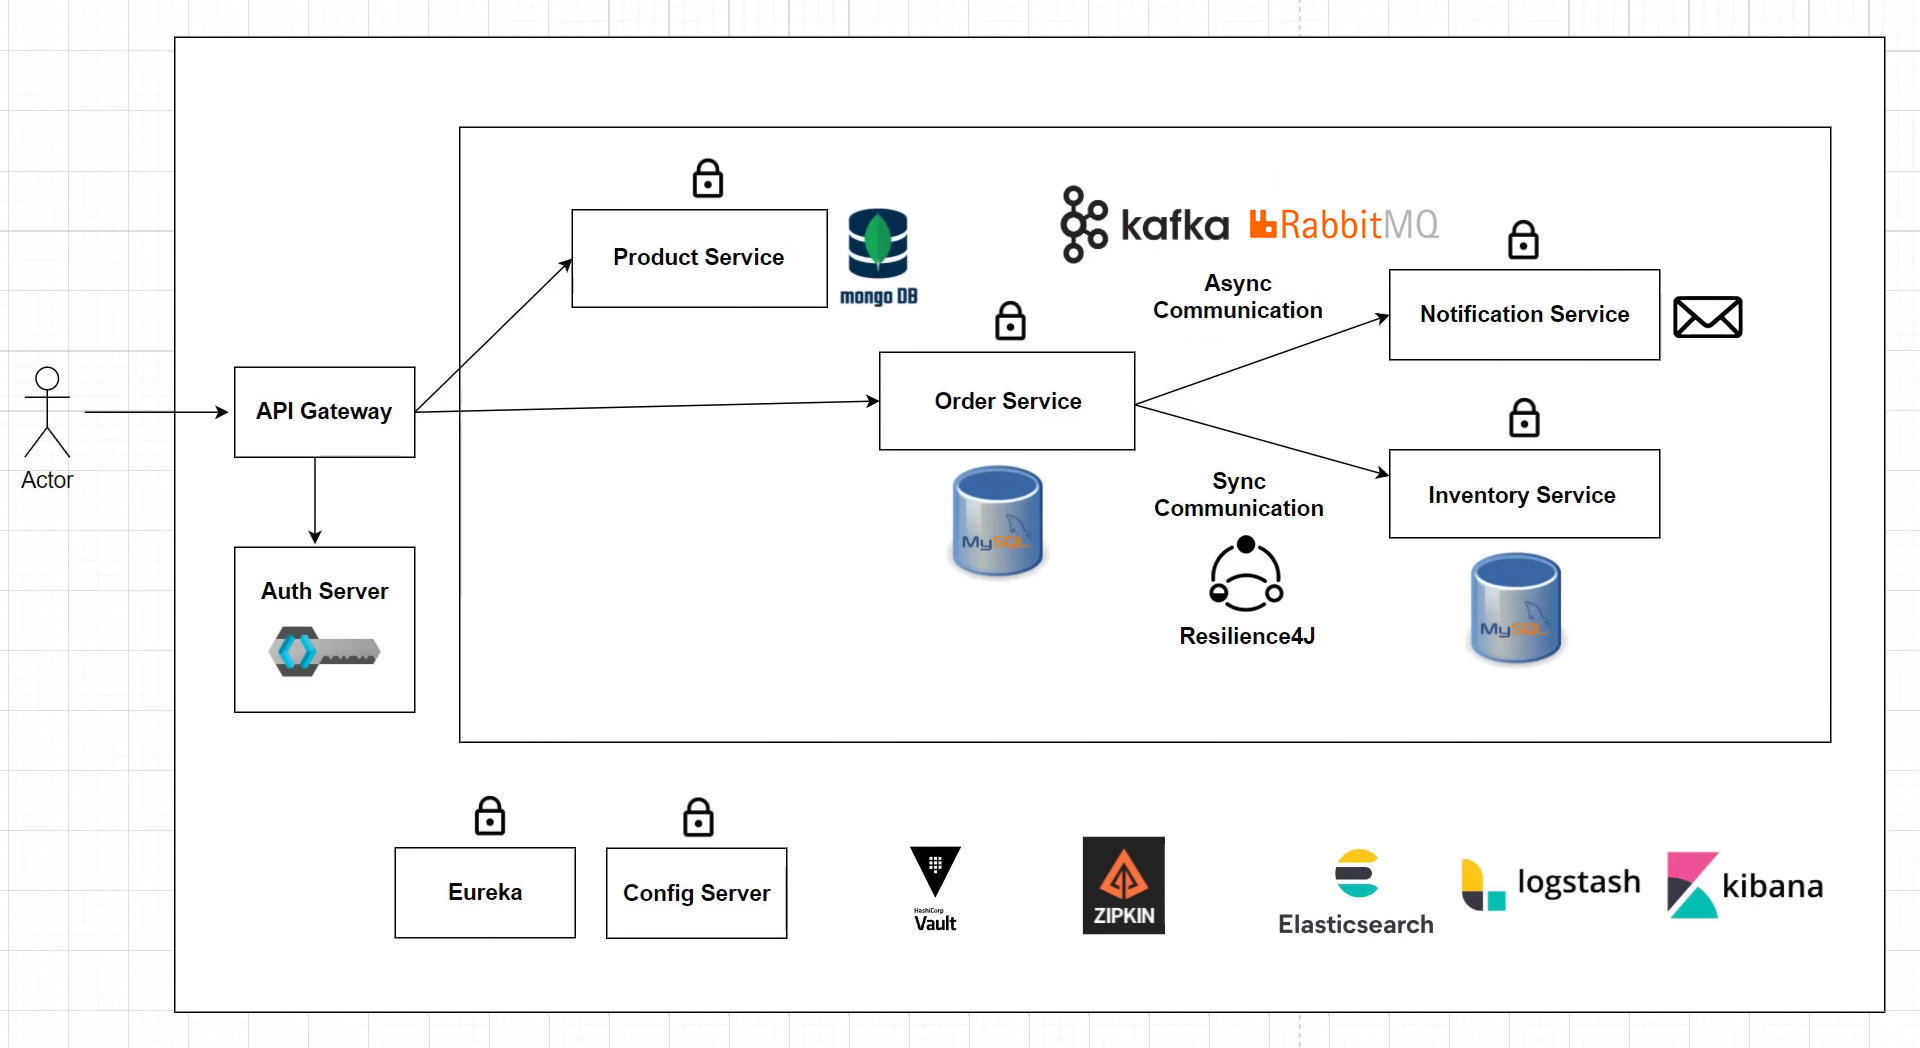 Product Service
mongo DB
kafka
RabbitMQ
Async
Communication
Notification Service
Order Service
API Gateway
Actor
MySQL
Sync
Communication
Inventory Service
Resilience4J
MySQL
Auth Server
Eureka
Config Server
HashiCorp
Vault
ZIPKIN
Elasticsearch
logstash
kibana